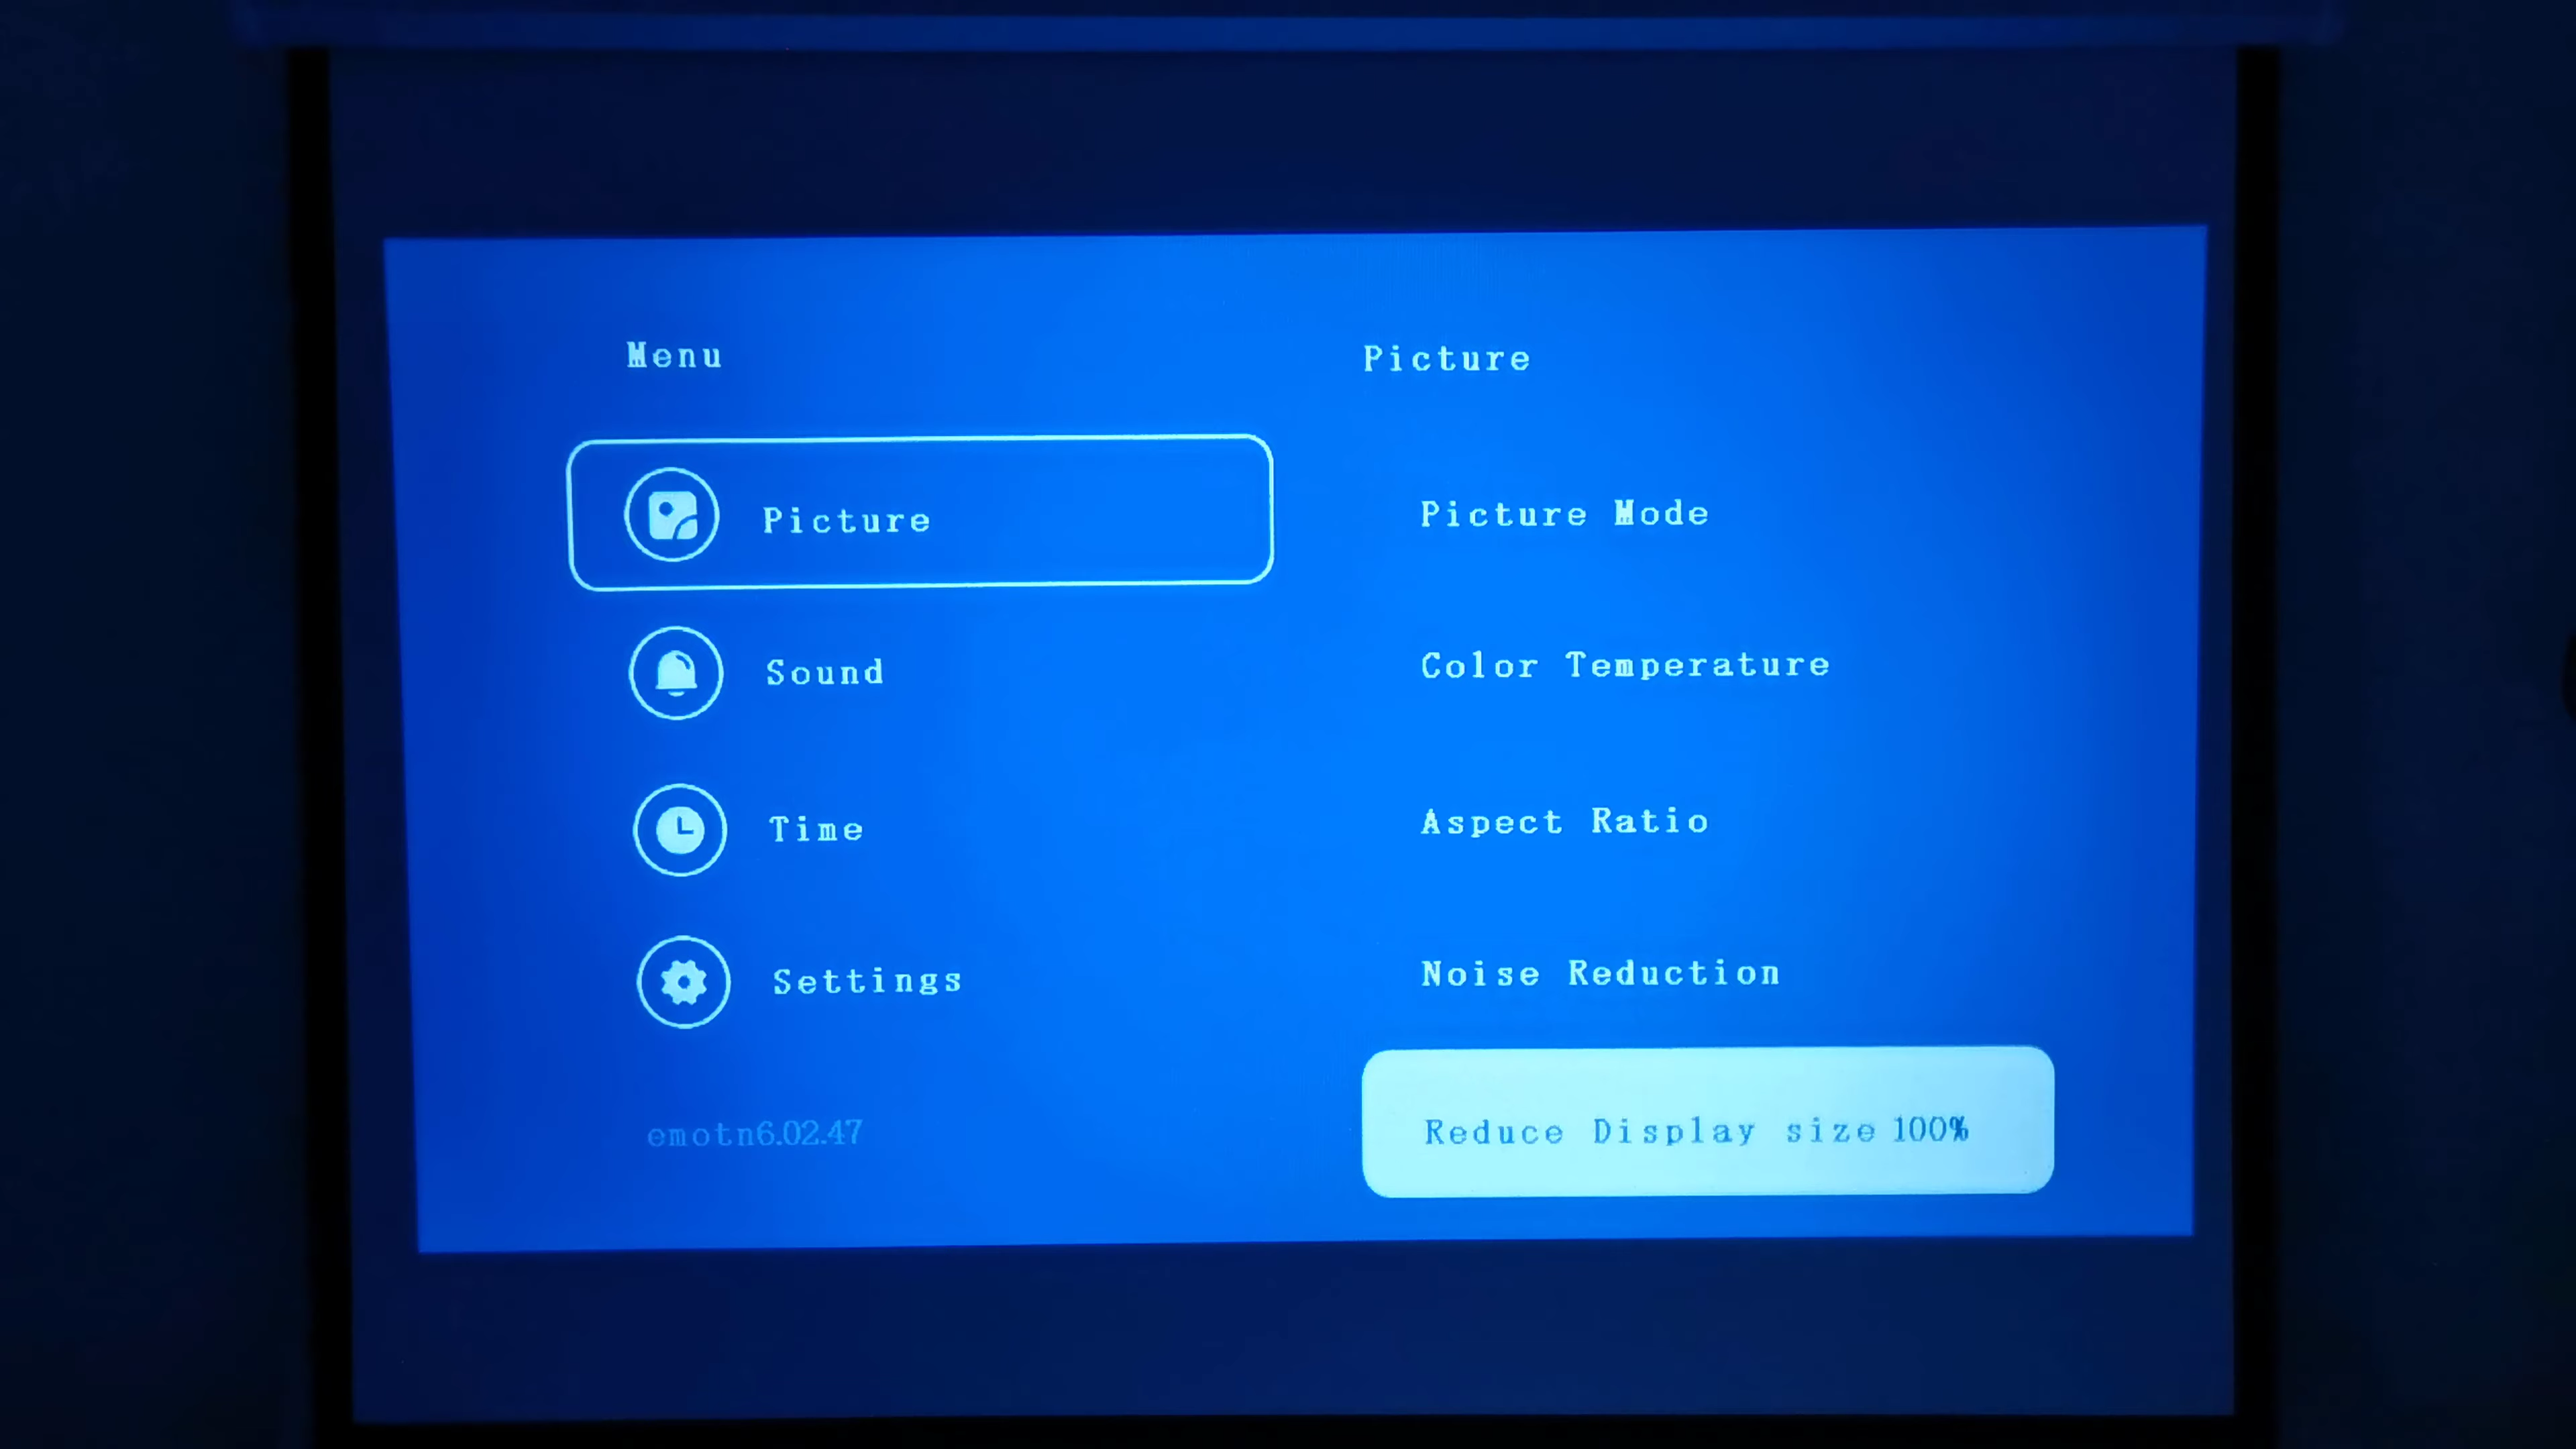 Menu
Picture
Sound
Time
Settings
emotn6.02.47
Picture
Picture Mode
Color Temperature
Aspect Ratio
Noise Reduction
Reduce Display size 100%